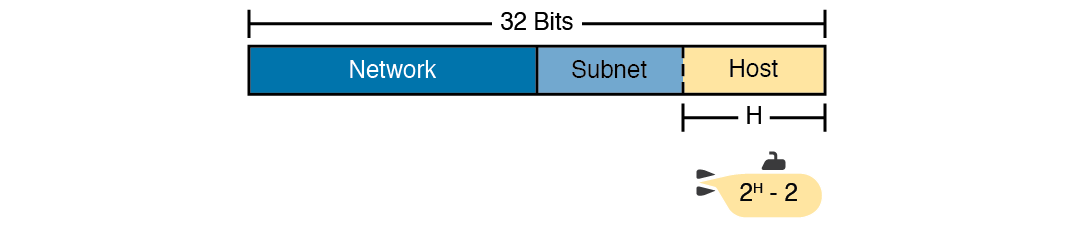 32 Bits
Network Subnet Host
H
2ᴴ - 2